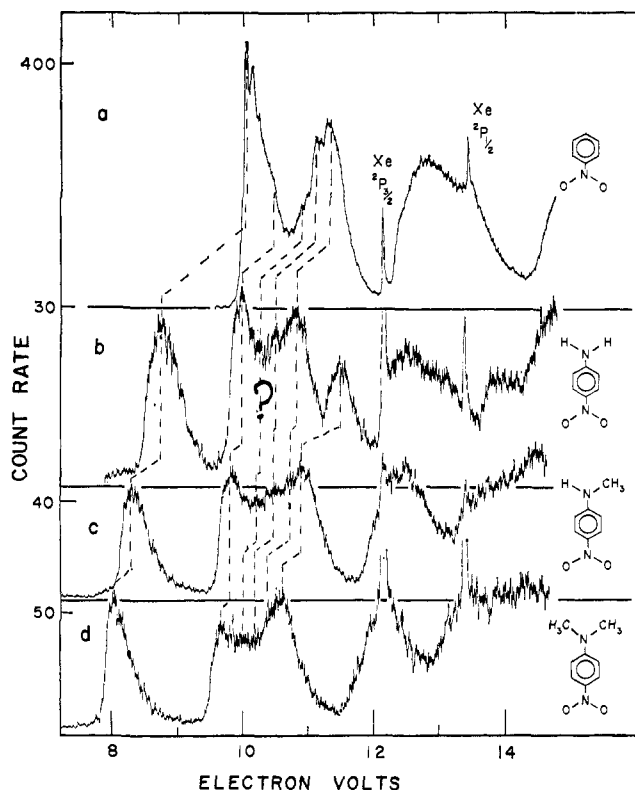 400
a
Xe
²P3/2
Xe
²P1/2
O
N
O
30
b
?
H
N
H
N
O
O
COUNT RATE
40
c
H
N
CH3
N
O
O
50
d
H3C
N
CH3
N
O
O
8
10
12
14
ELECTRON VOLTS